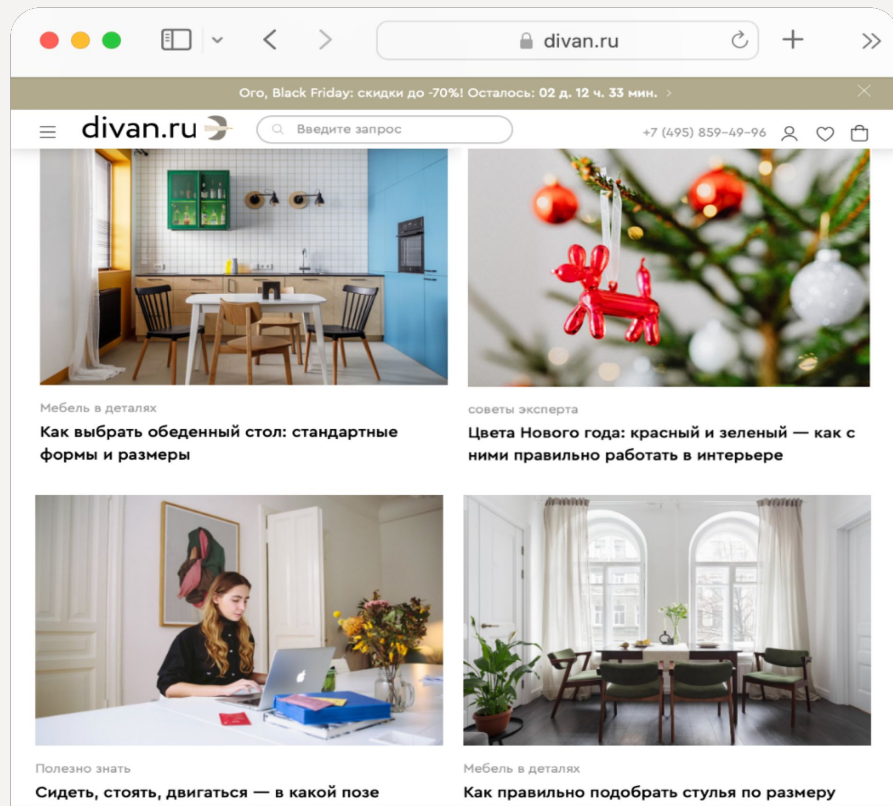 divan.ru
Ого, Black Friday: скидки до -70%! Осталось: 02 д. 12 ч. 33 мин.
divan.ru
Введите запрос
+7 (495) 859-49-96
Мебель в деталях
Как выбрать обеденный стол: стандартные
формы и размеры
советы эксперта
Цвета Нового года: красный и зеленый — как с
ними правильно работать в интерьере
Полезно знать
Сидеть, стоять, двигаться — в какой позе
Мебель в деталях
Как правильно подобрать стулья по размеру